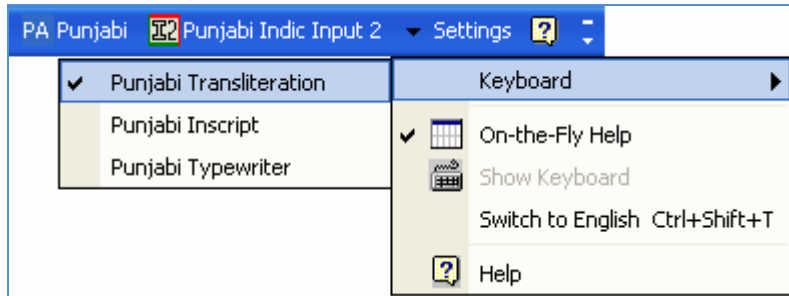 PA Punjabi Punjabi Indic Input 2 Settings
Punjabi Transliteration
Punjabi Inscript
Punjabi Typewriter
Keyboard
On-the-Fly Help
Show Keyboard
Switch to English Ctrl+Shift+T
Help